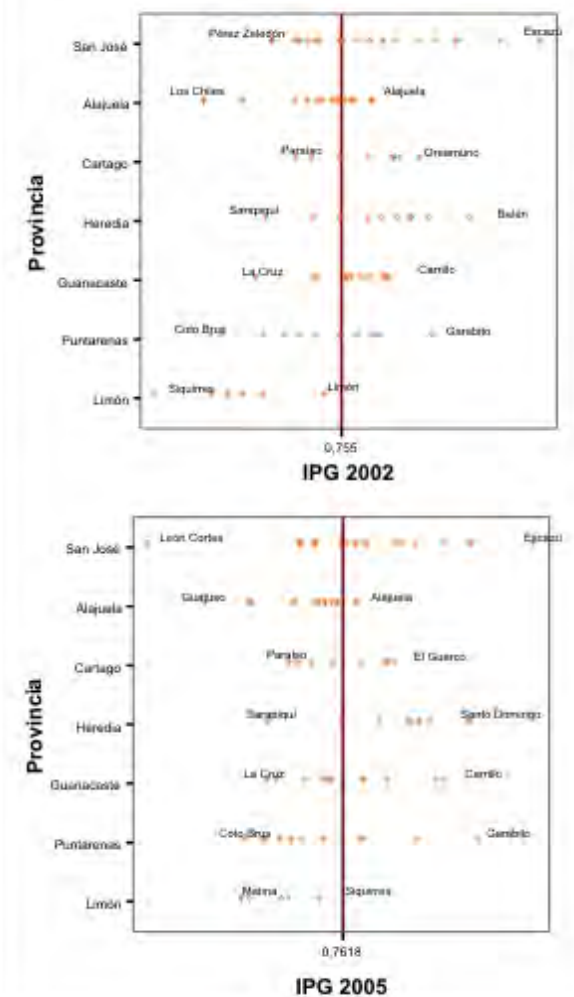 Provincia
San José
Pérez Zeledón
Escazú
Alajuela
Los Chiles
Alajuela
Cartago
Paraíso
Oreamuno
Heredia
Sarapiquí
Belén
Guanacaste
La Cruz
Carrillo
Puntarenas
Coto Brus
Garabito
Limón
Siquirres
Limón
0,755
IPG 2002
Provincia
San José
León Cortes
Alajuela
Guatuso
Alajuela
Cartago
Paraíso
El Guarco
Heredia
Sarapiquí
Santo Domingo
Guanacaste
La Cruz
Carrillo
Puntarenas
Coto Brus
Garabito
Limón
Matina
Siquirres
0,7618
IPG 2005